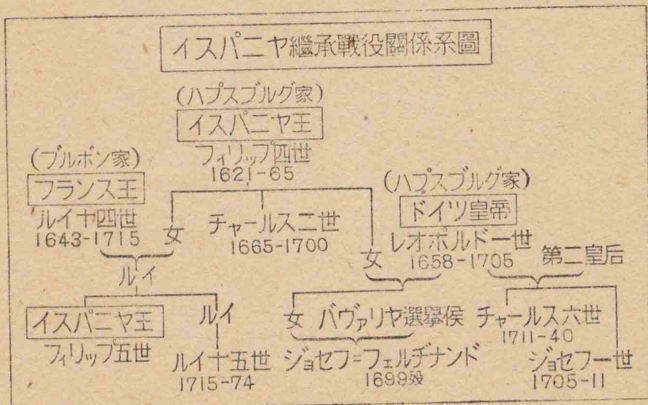 イスパニヤ繼承戰役關係系圖
(ハプスブルグ家)
イスパニヤ王
フィリップ四世
1621-65
(ブルボン家)
フランス王
ルイ十四世
1643-1715
女
チャールス二世
1665-1700
女
(ハプスブルグ家)
ドイツ皇帝
レオポルド一世
1658-1705
第二皇后
ルイ
イスパニヤ王
フィリップ五世
ルイ
ルイ十五世
1715-74
女 バヴァリヤ選擧侯
ジョセフ=フェルヂナンド
1699歿
チャールス六世
1711-40
ジョセフ一世
1705-11